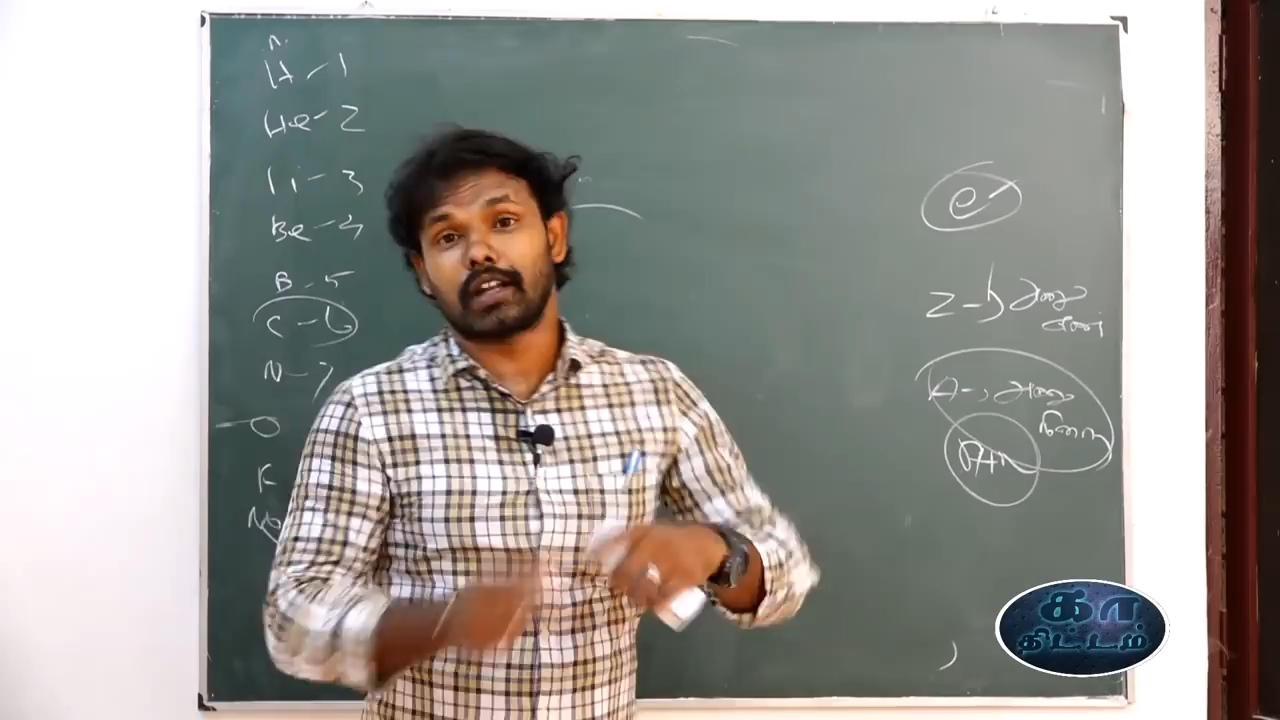 n
H - 1
He - 2
Li - 3
Be - 4
B - 5
C - 6
N - 7
O
e-
Z → அணு
எண்
A → அணு
நிறை
P+n
கா
திட்டம்